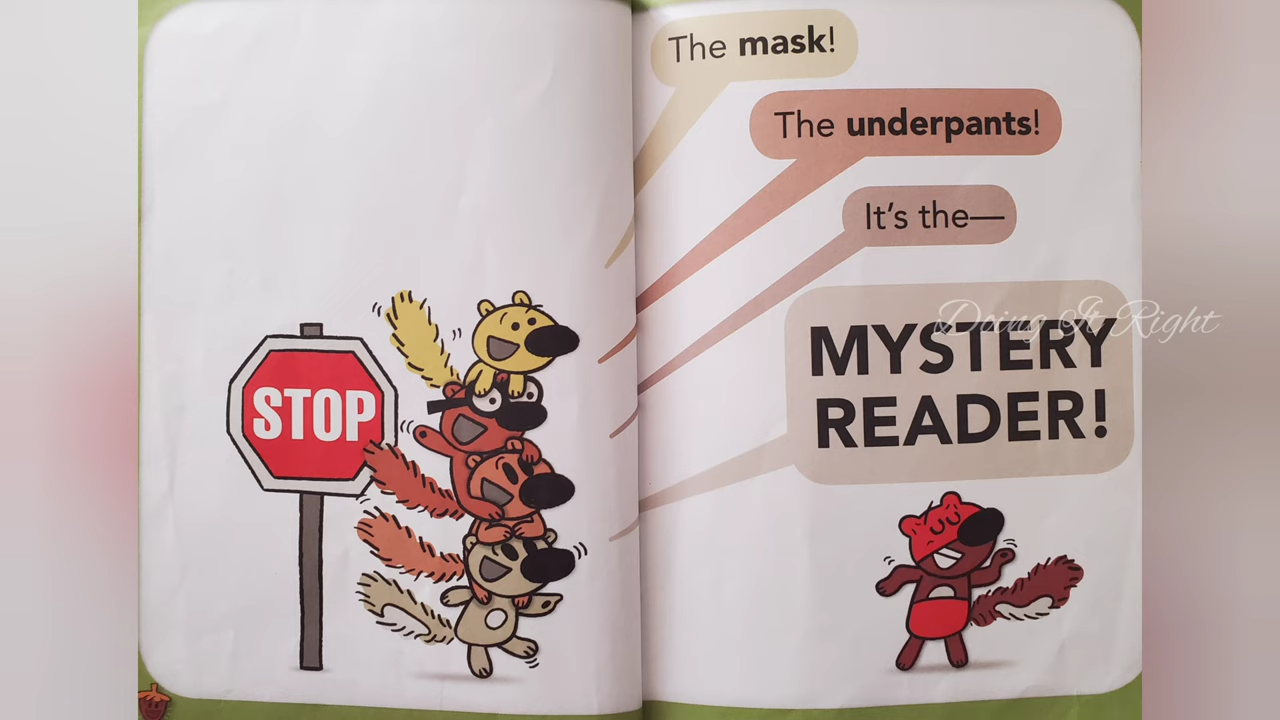 The mask!
The underpants!
It's the—
MYSTERY
READER!
STOP
Doing It Right